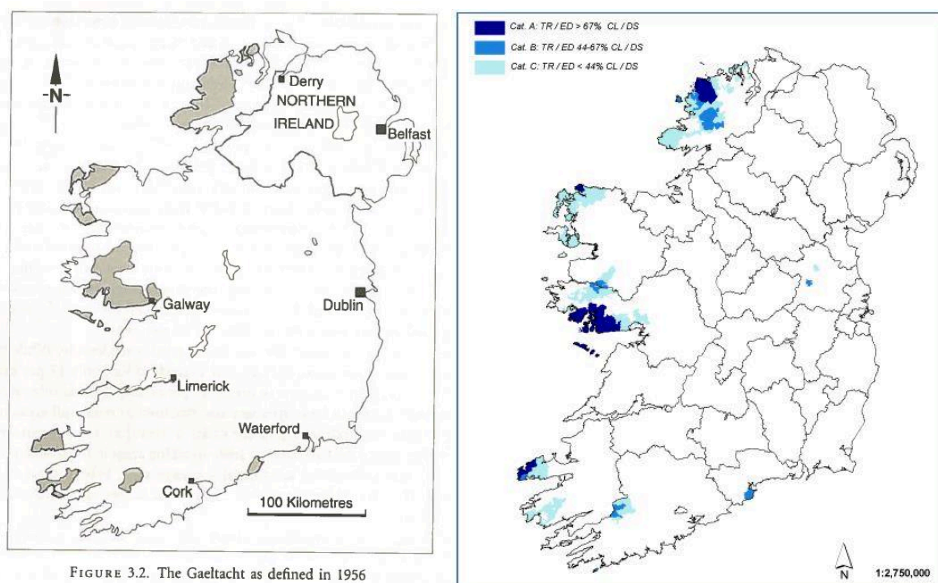 -N-
Derry
NORTHERN
IRELAND
Belfast
Galway
Dublin
Limerick
Waterford
Cork
100 Kilometres
FIGURE 3.2. The Gaeltacht as defined in 1956
Cat. A: TR / ED > 67% CL / DS
Cat. B: TR / ED 44-67% CL / DS
Cat. C: TR / ED < 44% CL / DS
N
1:2,750,000